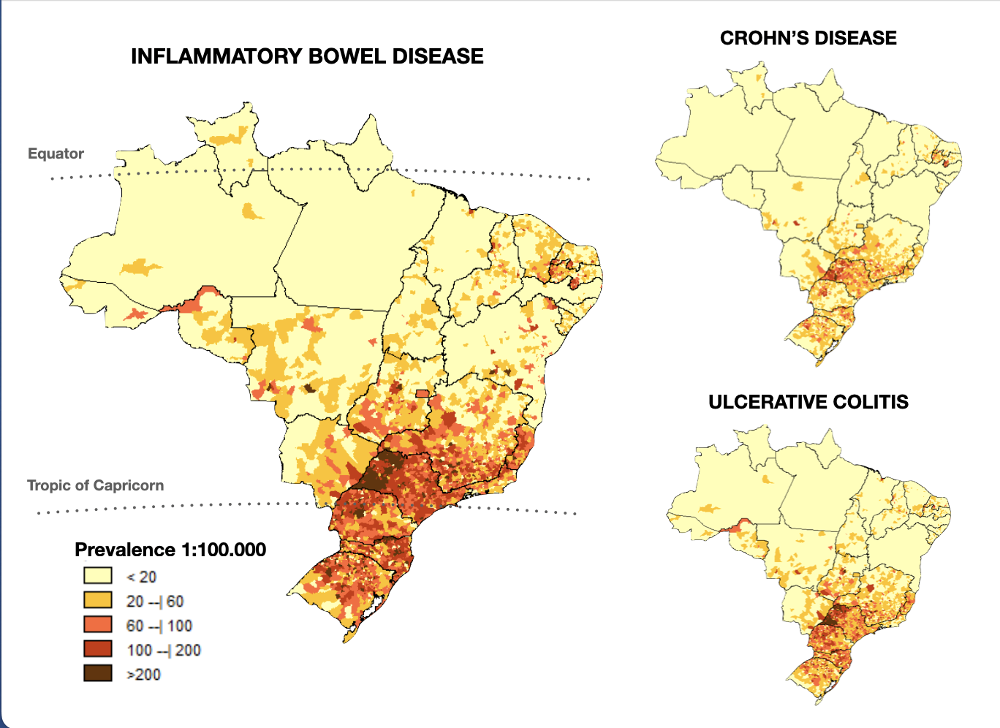 INFLAMMATORY BOWEL DISEASE
CROHN'S DISEASE
Equator
ULCERATIVE COLITIS
Tropic of Capricorn
Prevalence 1:100.000
< 20
20 --| 60
60 --| 100
100 --| 200
>200